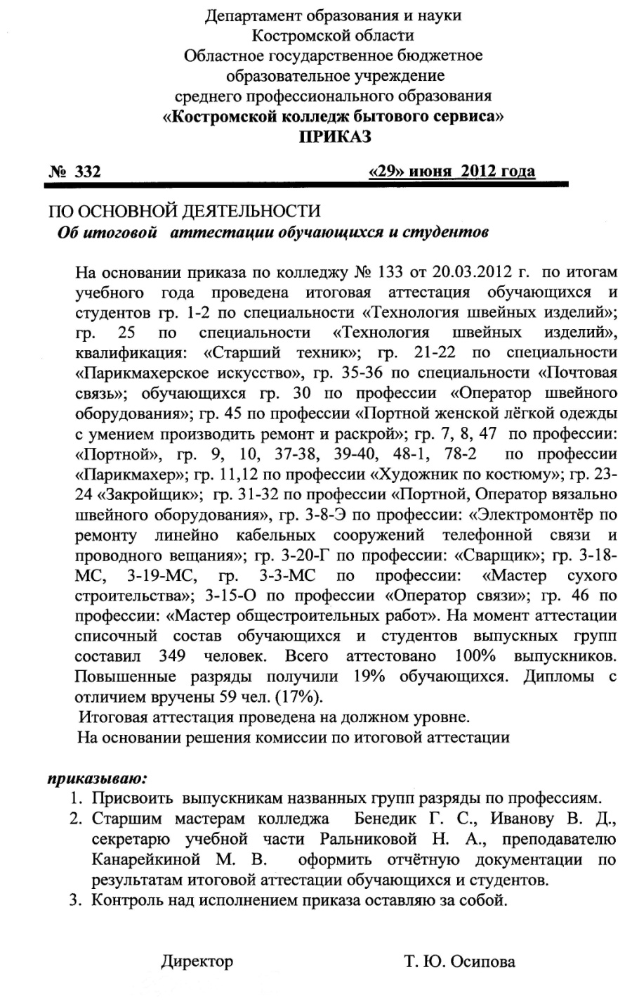 Департамент образования и науки
Костромской области
Областное государственное бюджетное
образовательное учреждение
среднего профессионального образования
«Костромской колледж бытового сервиса»
ПРИКАЗ
№ 332 «29» июня 2012 года
ПО ОСНОВНОЙ ДЕЯТЕЛЬНОСТИ
Об итоговой аттестации обучающихся и студентов
На основании приказа по колледжу № 133 от 20.03.2012 г. по итогам
учебного года проведена итоговая аттестация обучающихся и
студентов гр. 1-2 по специальности «Технология швейных изделий»;
гр. 25 по специальности «Технология швейных изделий»,
квалификация: «Старший техник»; гр. 21-22 по специальности
«Парикмахерское искусство», гр. 35-36 по специальности «Почтовая
связь»; обучающихся гр. 30 по профессии «Оператор швейного
оборудования»; гр. 45 по профессии «Портной женской лёгкой одежды
с умением производить ремонт и раскрой»; гр. 7, 8, 47 по профессии:
«Портной», гр. 9, 10, 37-38, 39-40, 48-1, 78-2 по профессии
«Парикмахер»; гр. 11,12 по профессии «Художник по костюму»; гр. 23-
24 «Закройщик»; гр. 31-32 по профессии «Портной, Оператор вязально
швейного оборудования», гр. 3-8-Э по профессии: «Электромонтёр по
ремонту линейно кабельных сооружений телефонной связи и
проводного вещания»; гр. 3-20-Г по профессии: «Сварщик»; гр. 3-18-
МС, 3-19-МС, гр. 3-3-МС по профессии: «Мастер сухого
строительства»; 3-15-О по профессии «Оператор связи»; гр. 46 по
профессии: «Мастер общестроительных работ». На момент аттестации
списочный состав обучающихся и студентов выпускных групп
составил 349 человек. Всего аттестовано 100% выпускников.
Повышенные разряды получили 19% обучающихся. Дипломы с
отличием вручены 59 чел. (17%).
Итоговая аттестация проведена на должном уровне.
На основании решения комиссии по итоговой аттестации
приказываю:
1. Присвоить выпускникам названных групп разряды по профессиям.
2. Старшим мастерам колледжа Бенедик Г. С., Иванову В. Д.,
секретарю учебной части Ральниковой Н. А., преподавателю
Канарейкиной М. В. оформить отчётную документации по
результатам итоговой аттестации обучающихся и студентов.
3. Контроль над исполнением приказа оставляю за собой.
Директор Т. Ю. Осипова